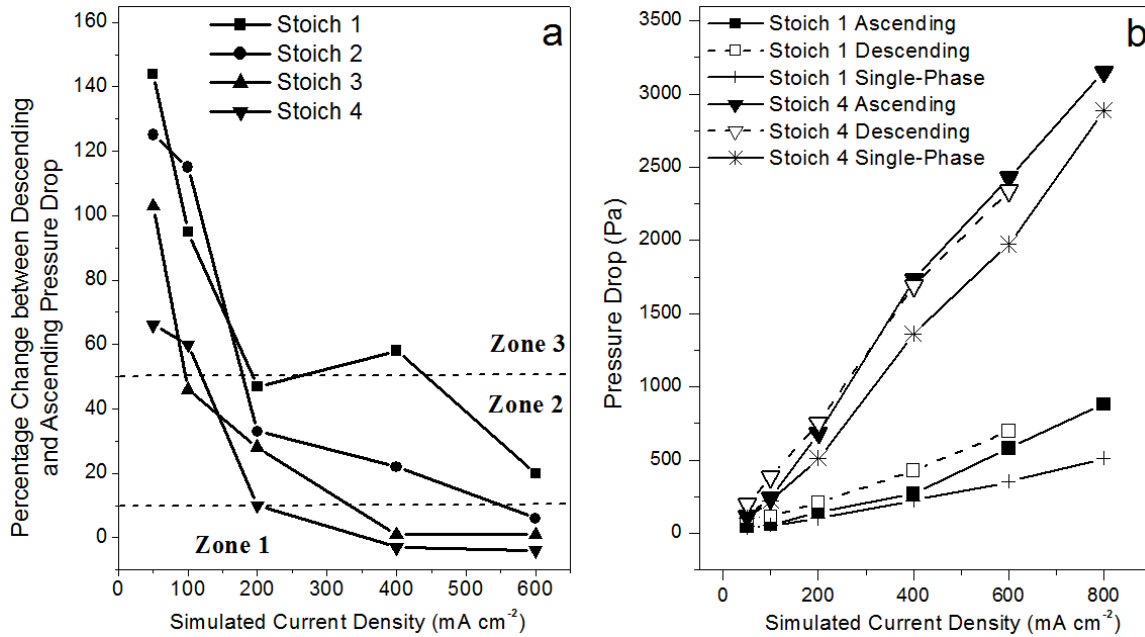 Percentage Change between Descending
and Ascending Pressure Drop
160
140
120
100
80
60
40
20
0
Stoich 1
Stoich 2
Stoich 3
Stoich 4
a
Zone 3
Zone 2
Zone 1
0 100 200 300 400 500 600
Simulated Current Density (mA cm-2)
Pressure Drop (Pa)
3500
3000
2500
2000
1500
1000
500
0
Stoich 1 Ascending
Stoich 1 Descending
Stoich 1 Single-Phase
Stoich 4 Ascending
Stoich 4 Descending
Stoich 4 Single-Phase
b
0 200 400 600 800
Simulated Current Density (mA cm-2)